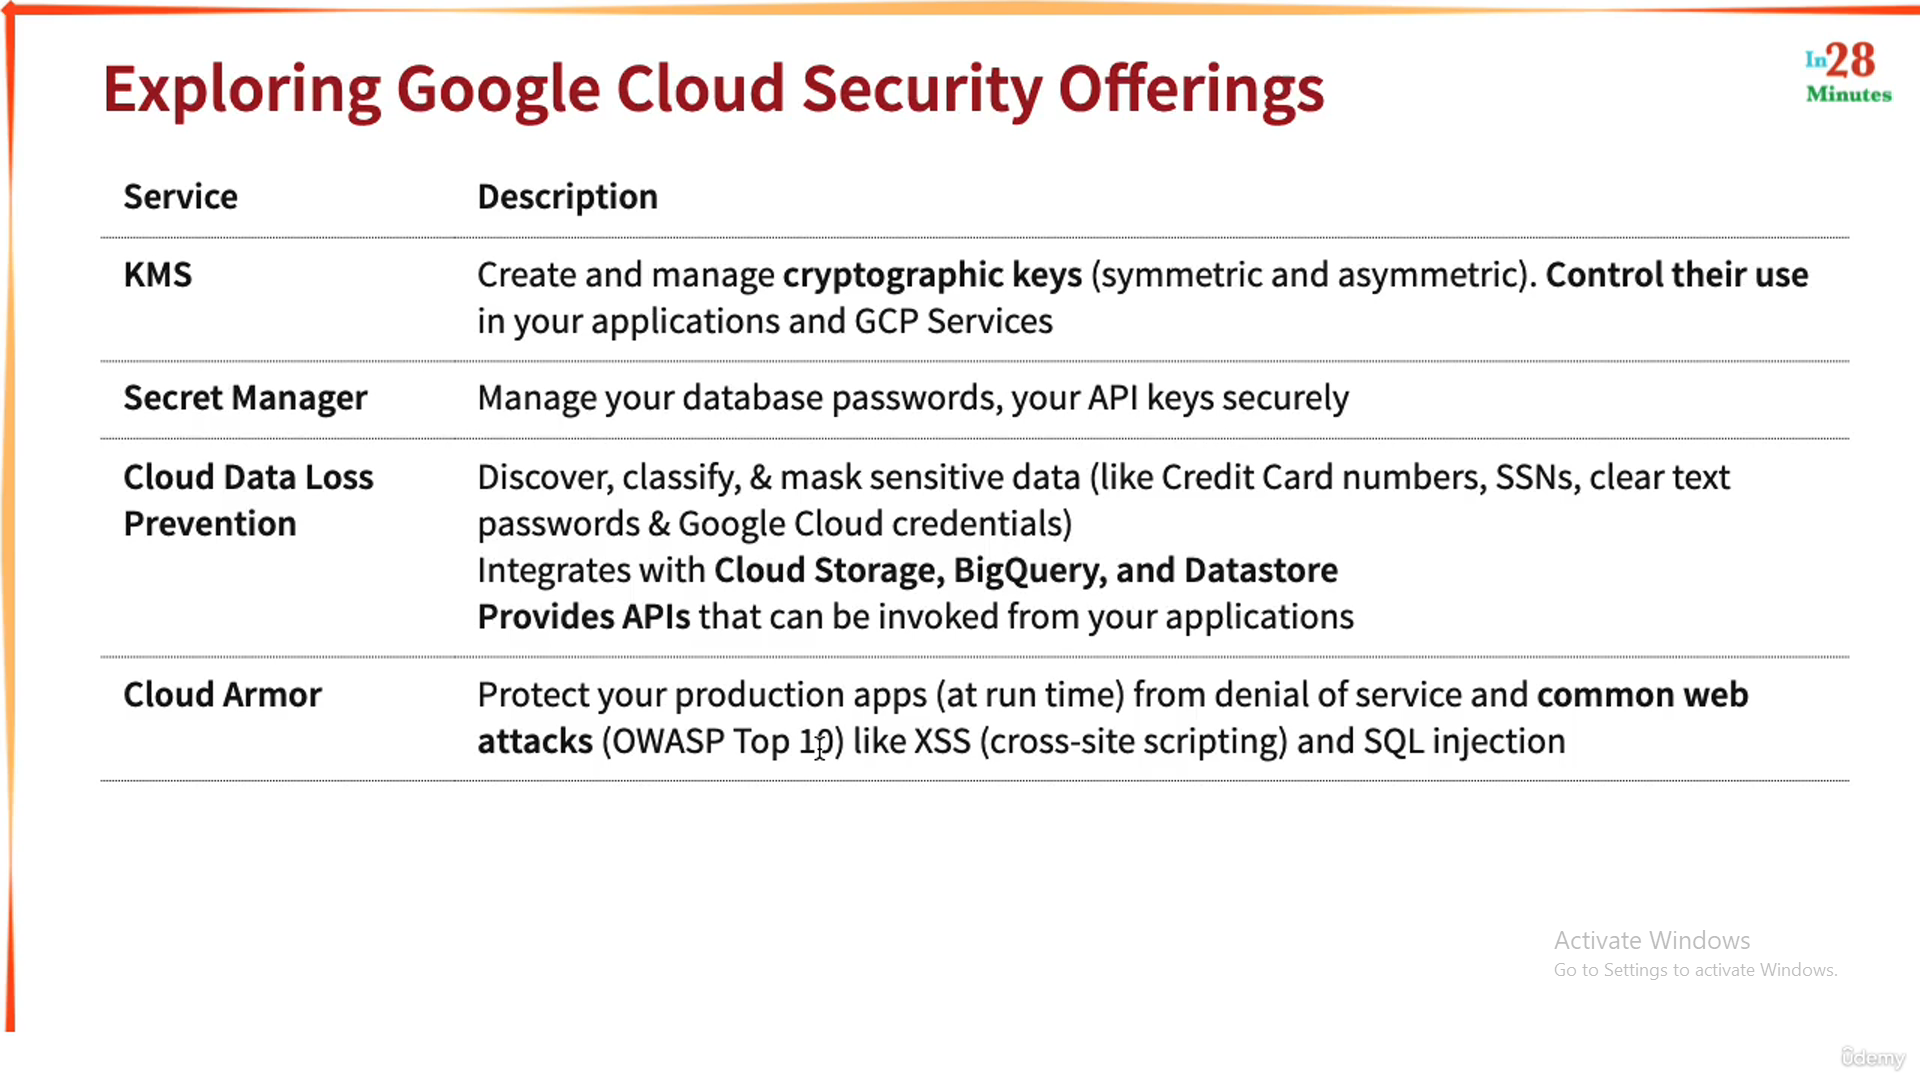 Exploring Google Cloud Security Offerings
In28
Minutes
Service Description
KMS Create and manage cryptographic keys (symmetric and asymmetric). Control their use
in your applications and GCP Services
Secret Manager Manage your database passwords, your API keys securely
Cloud Data Loss Discover, classify, & mask sensitive data (like Credit Card numbers, SSNs, clear text
Prevention passwords & Google Cloud credentials)
Integrates with Cloud Storage, BigQuery, and Datastore
Provides APIs that can be invoked from your applications
Cloud Armor Protect your production apps (at run time) from denial of service and common web
attacks (OWASP Top 10) like XSS (cross-site scripting) and SQL injection
Activate Windows
Go to Settings to activate Windows.
ûdemy